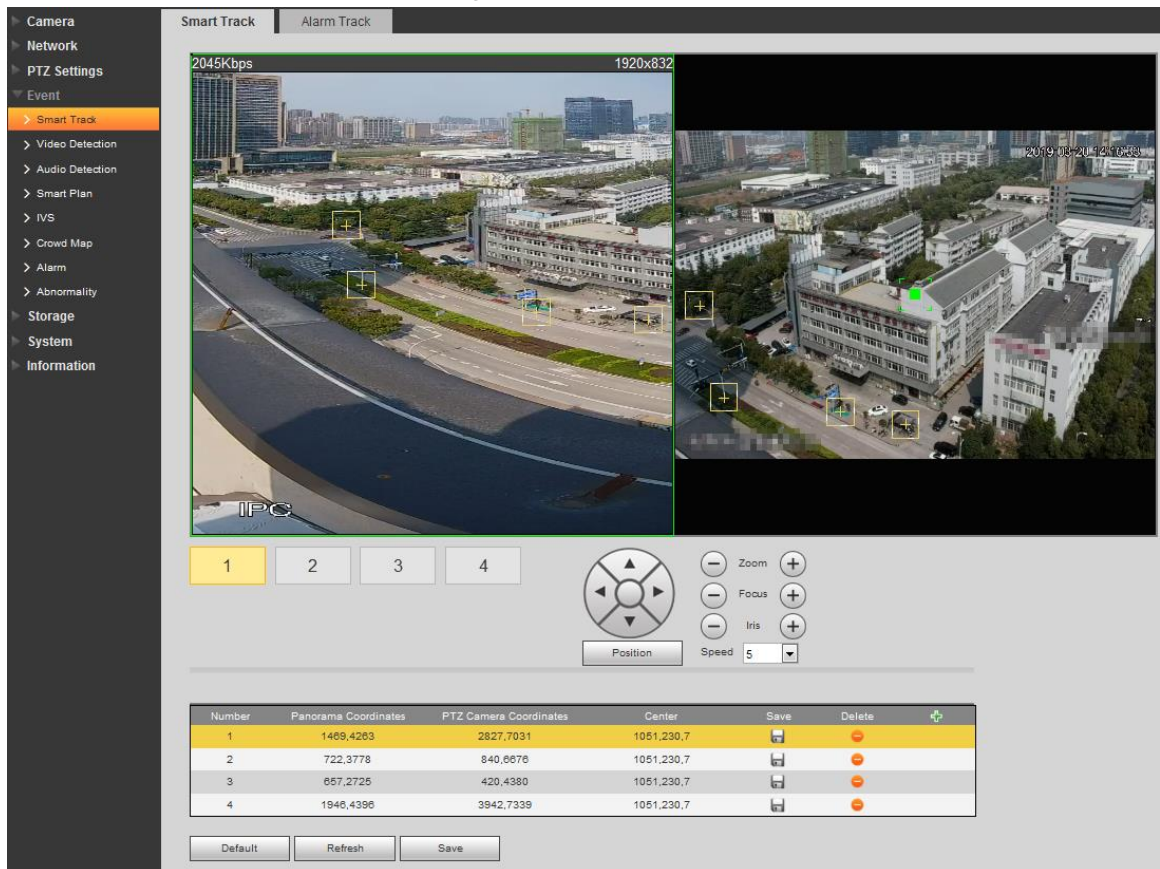 Camera
Network
PTZ Settings
Event
Smart Track
Video Detection
Audio Detection
Smart Plan
IVS
Crowd Map
Alarm
Abnormality
Storage
System
Information
Smart Track Alarm Track
2045Kbps 1920x832
2019-08-20
IPC
1 2 3 4
Zoom
Focus
Iris
Position Speed 5
Number Panorama Coordinates PTZ Camera Coordinates Center Save Delete
1 1469,4263 2827,7031 1051,230,7
2 722,3778 840,6676 1051,230,7
3 657,2725 420,4380 1051,230,7
4 1946,4396 3942,7339 1051,230,7
Default Refresh Save